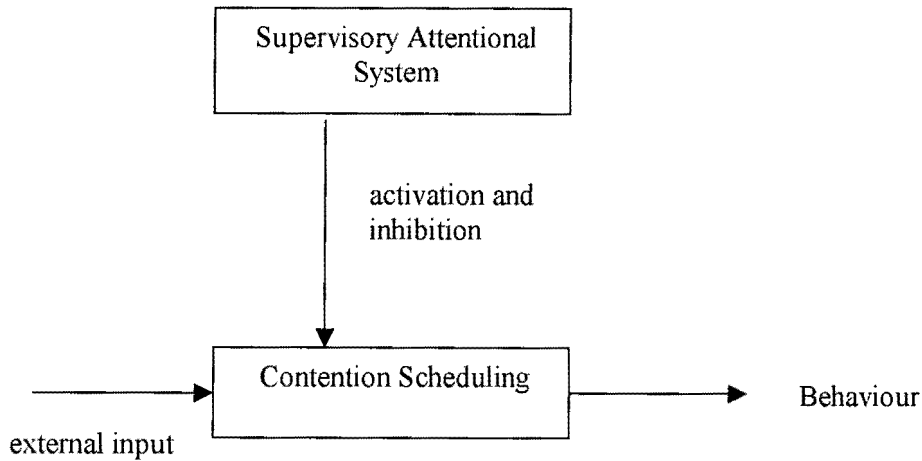 Supervisory Attentional
System
activation and
inhibition
Contention Scheduling
Behaviour
external input